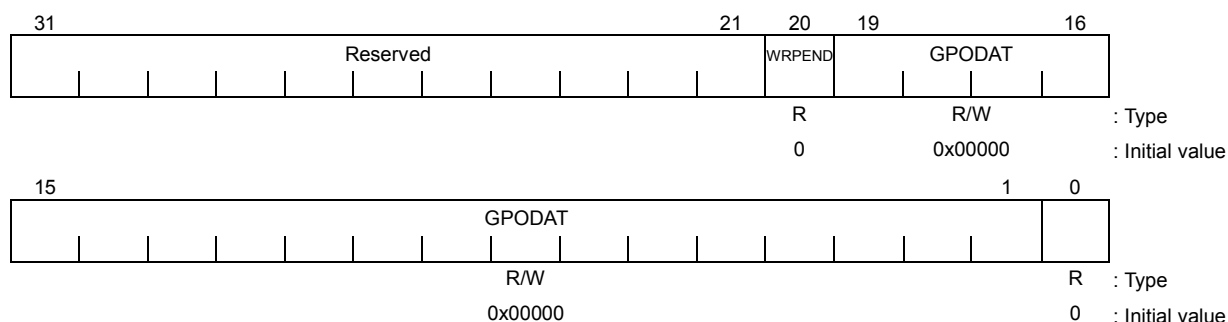 31 21 20 19 16
Reserved WRPEND GPODAT
R R/W : Type
0 0x00000 : Initial value
15 1 0
GPODAT
R/W R : Type
0x00000 0 : Initial value